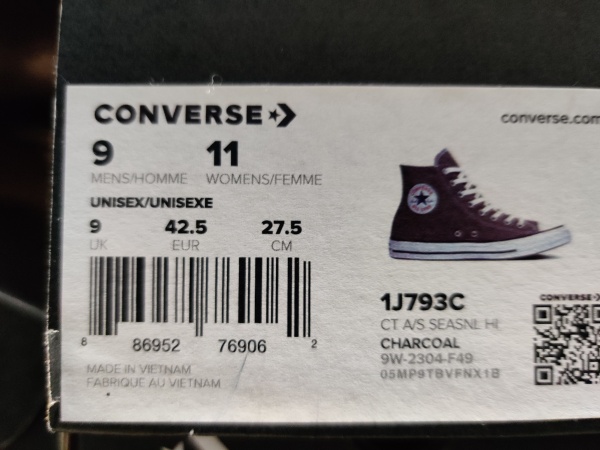 CONVERSE
converse.com
9 11
MENS/HOMME WOMENS/FEMME
UNISEX/UNISEXE
9 42.5 27.5
UK EUR CM
8 86952 76906 2
MADE IN VIETNAM
FABRIQUÉ AU VIETNAM
1J793C
CT A/S SEASNL HI
CHARCOAL
9W-2304-F49
05MP9TBVFNX1B
CONVERSE